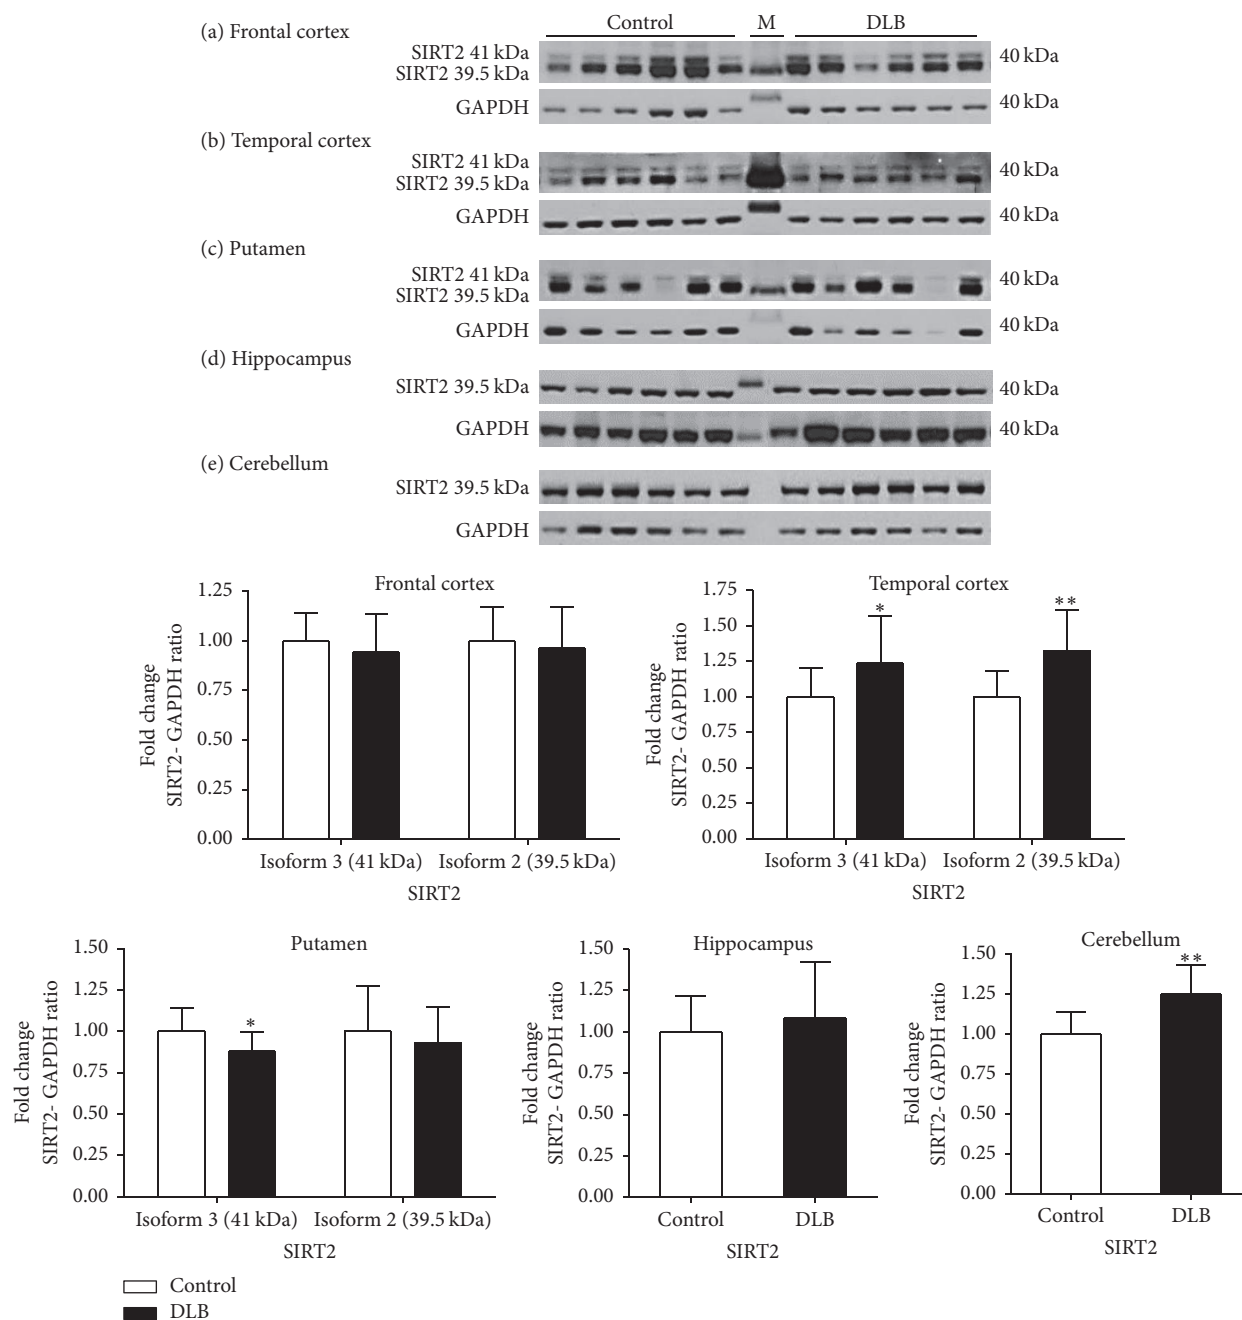 Control M DLB
(a) Frontal cortex
SIRT2 41 kDa
SIRT2 39.5 kDa
40 kDa
GAPDH
40 kDa
(b) Temporal cortex
SIRT2 41 kDa
SIRT2 39.5 kDa
40 kDa
GAPDH
40 kDa
(c) Putamen
SIRT2 41 kDa
SIRT2 39.5 kDa
40 kDa
GAPDH
40 kDa
(d) Hippocampus
SIRT2 39.5 kDa
40 kDa
GAPDH
40 kDa
(e) Cerebellum
SIRT2 39.5 kDa
GAPDH
Frontal cortex
Fold change
SIRT2- GAPDH ratio
1.25
1.00
0.75
0.50
0.25
0.00
Isoform 3 (41 kDa) Isoform 2 (39.5 kDa)
SIRT2
Temporal cortex
Fold change
SIRT2- GAPDH ratio
1.75
1.50
1.25
1.00
0.75
0.50
0.25
0.00
*
**
Isoform 3 (41 kDa) Isoform 2 (39.5 kDa)
SIRT2
Putamen
Fold change
SIRT2- GAPDH ratio
1.50
1.25
1.00
0.75
0.50
0.25
0.00
*
Isoform 3 (41 kDa) Isoform 2 (39.5 kDa)
SIRT2
Hippocampus
Fold change
SIRT2- GAPDH ratio
1.50
1.25
1.00
0.75
0.50
0.25
0.00
Control DLB
SIRT2
Cerebellum
Fold change
SIRT2- GAPDH ratio
1.50
1.25
1.00
0.75
0.50
0.25
0.00
**
Control DLB
SIRT2
Control
DLB